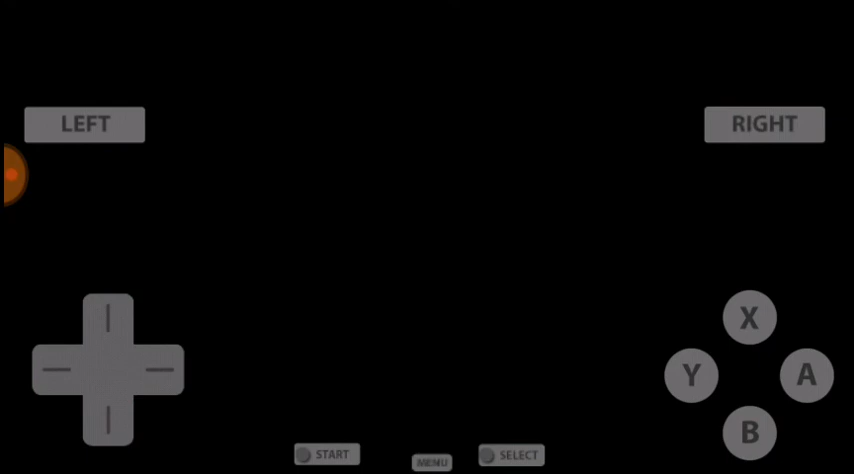 LEFT
RIGHT
X
Y
A
B
START
MENU
SELECT